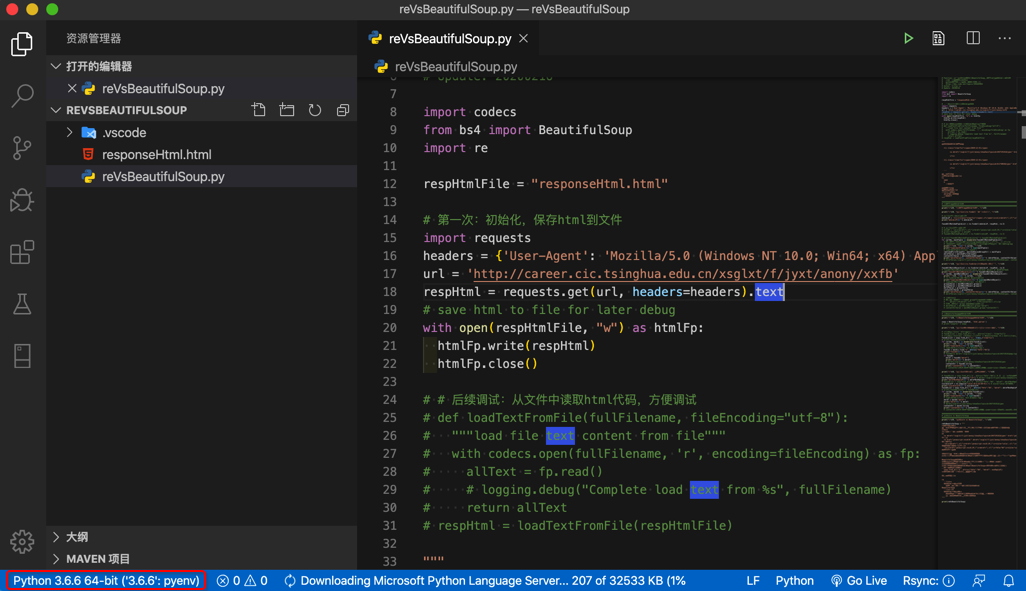 reVsBeautifulSoup.py — reVsBeautifulSoup
资源管理器
打开的编辑器
reVsBeautifulSoup.py
REVSBEAUTIFULSOUP
.vscode
responseHtml.html
reVsBeautifulSoup.py
大纲
MAVEN 项目
reVsBeautifulSoup.py
reVsBeautifulSoup.py
7
8 import codecs
9 from bs4 import BeautifulSoup
10 import re
11
12 respHtmlFile = "responseHtml.html"
13
14 # 第一次：初始化，保存html到文件
15 import requests
16 headers = {'User-Agent': 'Mozilla/5.0 (Windows NT 10.0; Win64; x64) App
17 url = 'http://career.cic.tsinghua.edu.cn/xsglxt/f/jyxt/anony/xxfb'
18 respHtml = requests.get(url, headers=headers).text
19 # save html to file for later debug
20 with open(respHtmlFile, "w") as htmlFp:
21 htmlFp.write(respHtml)
22 htmlFp.close()
23
24 # # 后续调试：从文件中读取html代码，方便调试
25 # def loadTextFromFile(fullFilename, fileEncoding="utf-8"):
26 # """load file text content from file"""
27 # with codecs.open(fullFilename, 'r', encoding=fileEncoding) as fp:
28 # allText = fp.read()
29 # # logging.debug("Complete load text from %s", fullFilename)
30 # return allText
31 # respHtml = loadTextFromFile(respHtmlFile)
32
33 """
Python 3.6.6 64-bit ('3.6.6': pyenv) 0 0 Downloading Microsoft Python Language Server... 207 of 32533 KB (1% LF Python Go Live Rsync: